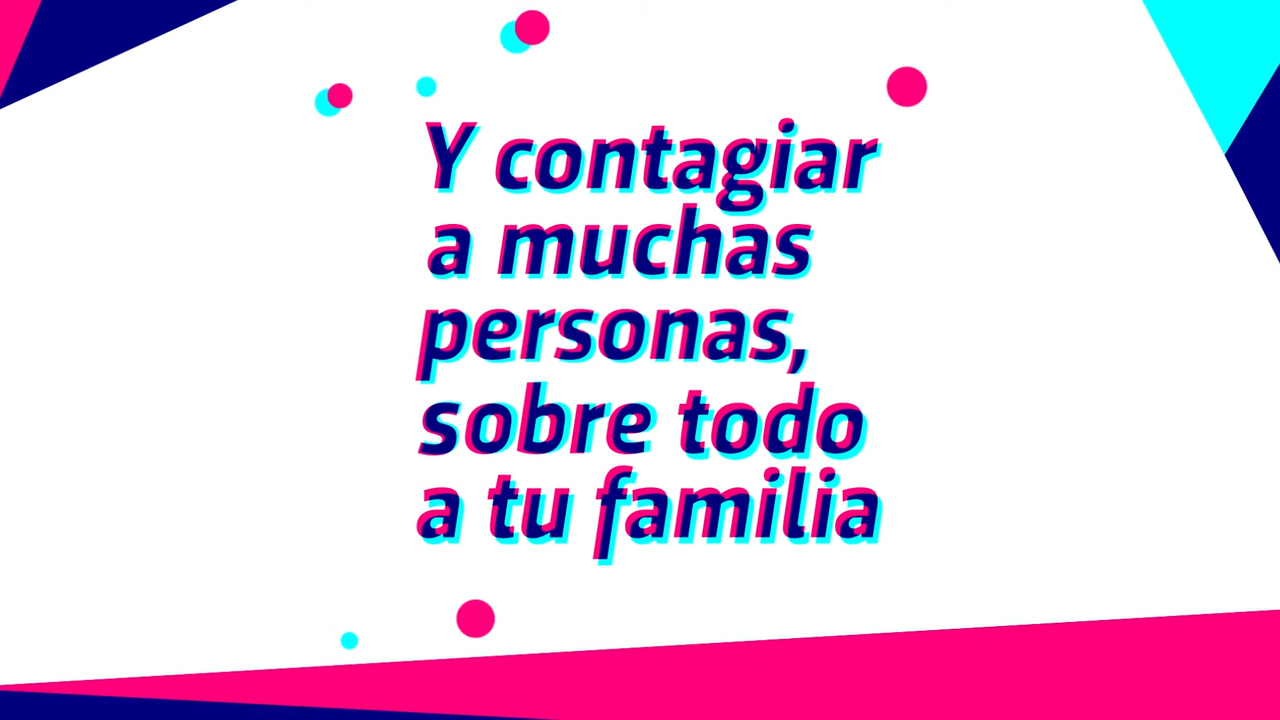 Y contagiar
a muchas
personas,
sobre todo
a tu familia